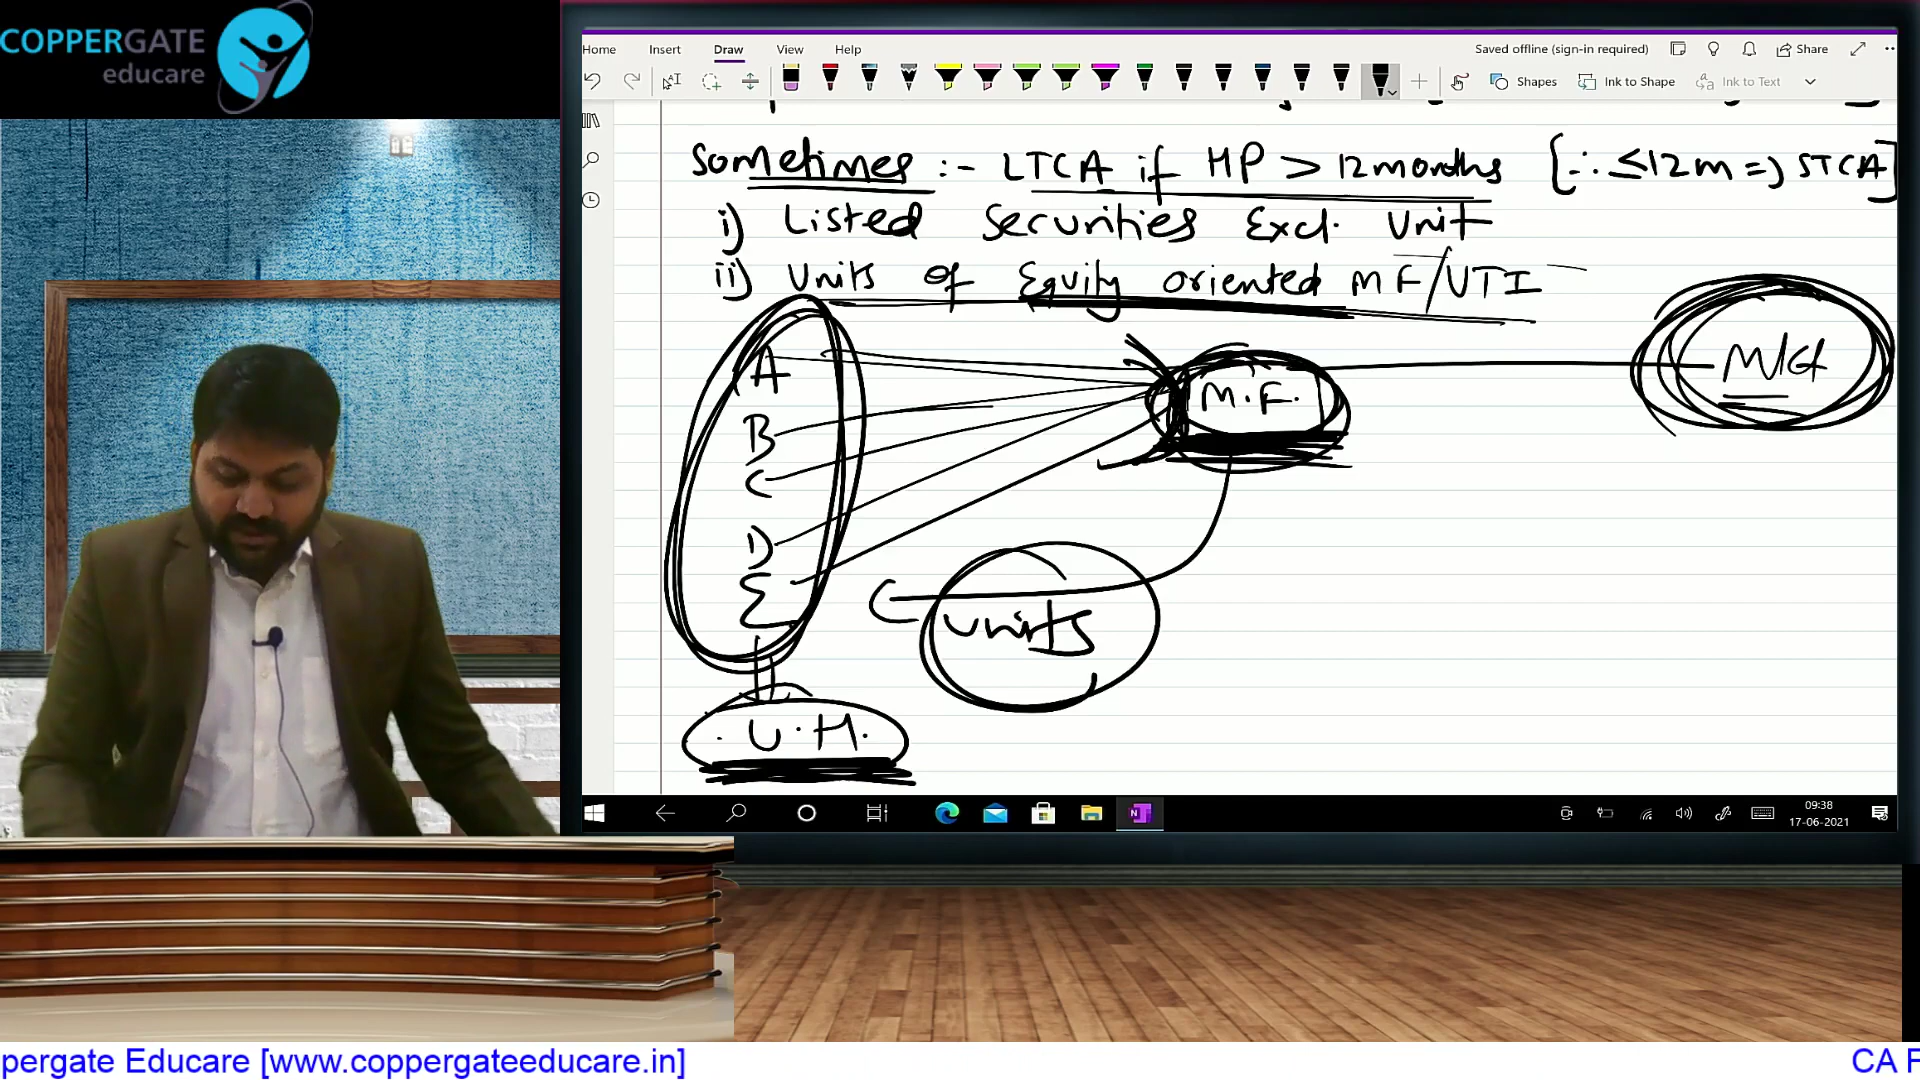 COPPERGATE
educare
Home Insert Draw View Help
Saved offline (sign-in required)
Share
Shapes
Ink to Shape
Ink to Text
Sometimes :- LTCA if HP > 12 months [∴ ≤12m => STCA]
i) Listed Securities Excl. Unit
ii) Units of Equity oriented MF/UTI
A
B
C
D
E
M.F.
Mkt
units
U.H.
09:38
17-06-2021
pergate Educare [www.coppergateeducare.in]
CA F